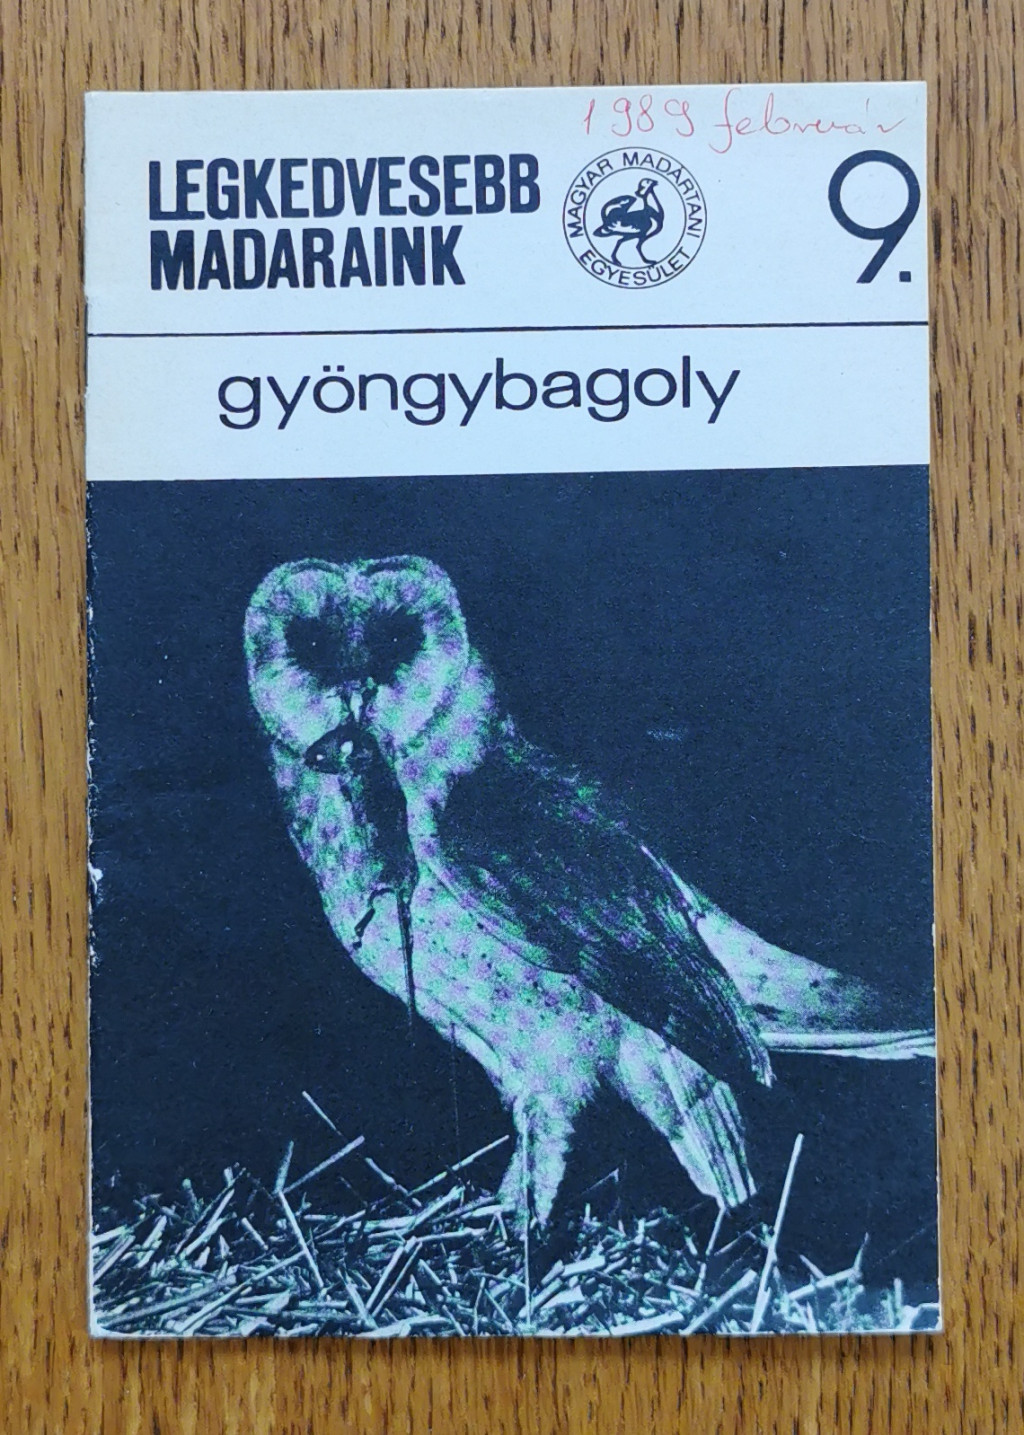 1989 február
LEGKEDVESEBB
MADARAINK
MAGYAR MADÁRTANI
EGYESÜLET
9.
gyöngybagoly